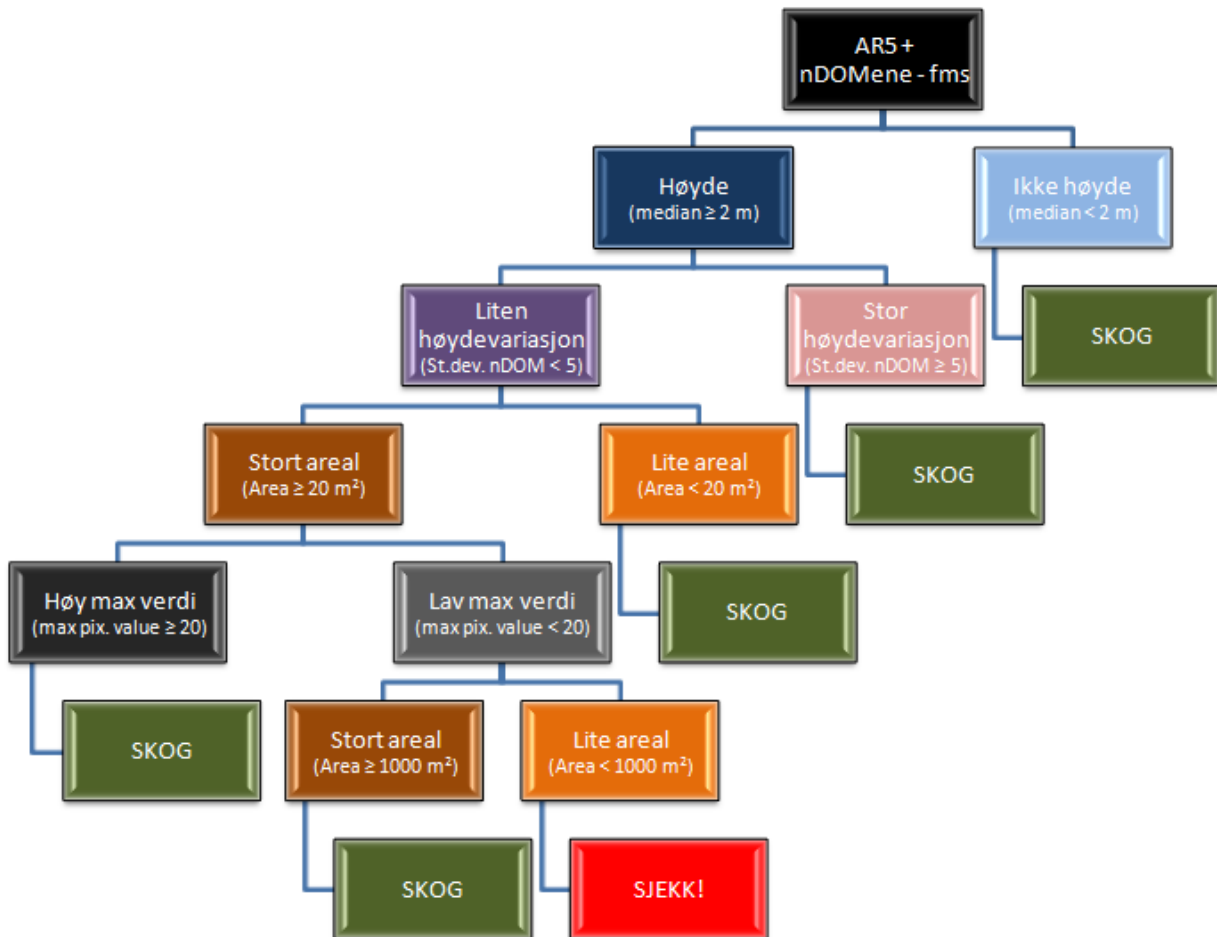 AR5 +
nDOMene - fms
Høyde
(median ≥ 2 m)
Ikke høyde
(median < 2 m)
Liten
høydevariasjon
(St.dev. nDOM < 5)
Stor
høydevariasjon
(St.dev. nDOM ≥ 5)
SKOG
Stort areal
(Area ≥ 20 m²)
Lite areal
(Area < 20 m²)
SKOG
Høy max verdi
(max pix. value ≥ 20)
Lav max verdi
(max pix. value < 20)
SKOG
SKOG
Stort areal
(Area ≥ 1000 m²)
Lite areal
(Area < 1000 m²)
SKOG
SJEKK!